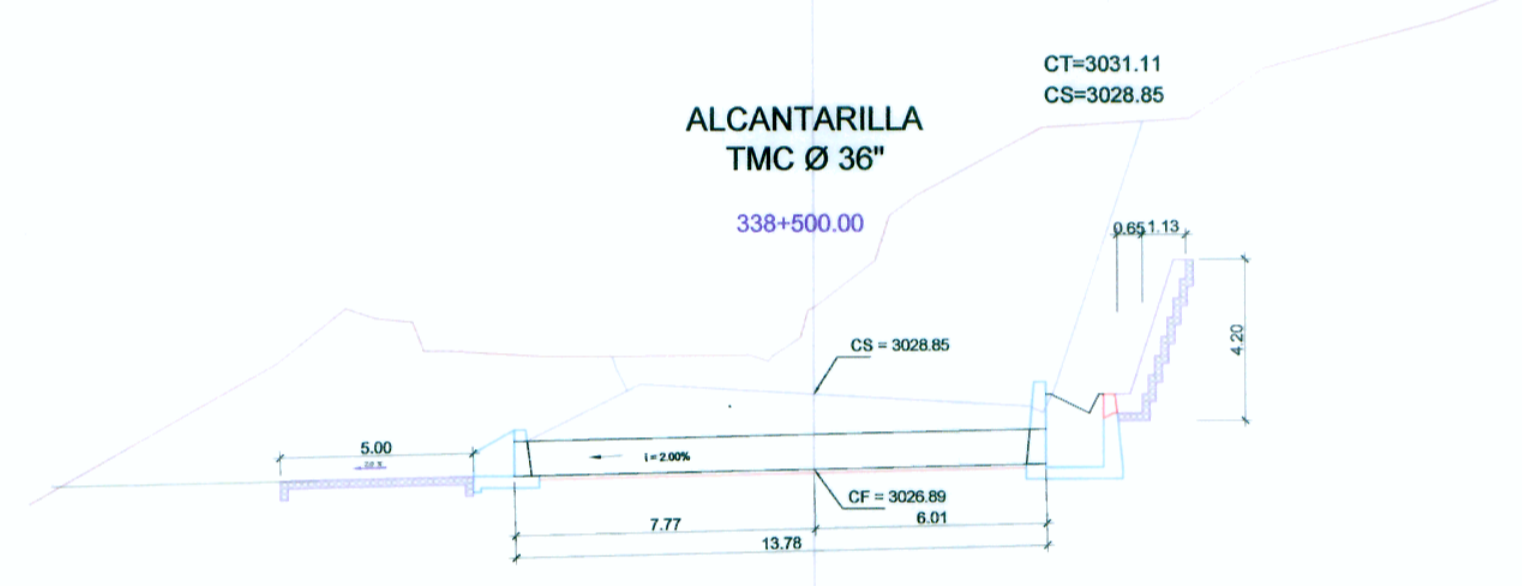 CT=3031.11
CS=3028.85
ALCANTARILLA
TMC Ø 36"
338+500.00
0.65
1.13
4.20
CS = 3028.85
5.00
i = 2.00%
CF = 3026.89
7.77
6.01
13.78